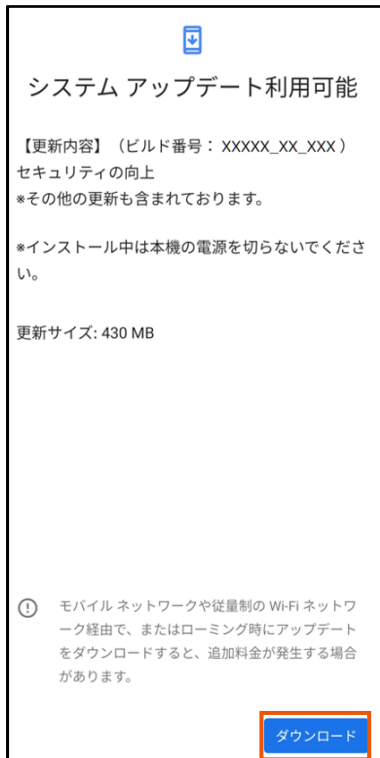 システム アップデート利用可能
【更新内容】（ビルド番号： XXXXX_XX_XXX ）
セキュリティの向上
*その他の更新も含まれております。
*インストール中は本機の電源を切らないでくださ
い。
更新サイズ: 430 MB
モバイル ネットワークや従量制の Wi-Fi ネットワ
ーク経由で、またはローミング時にアップデート
をダウンロードすると、追加料金が発生する場合
があります。
ダウンロード